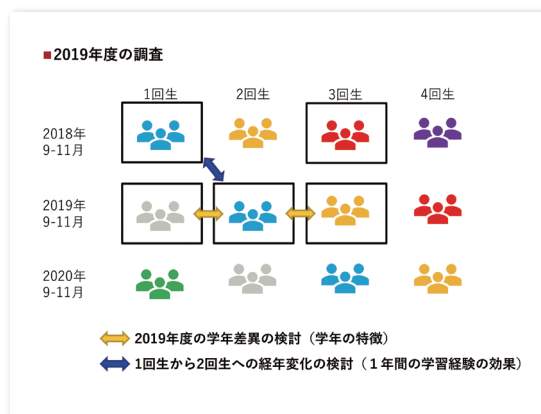 ■2019年度の調査
1回生 2回生 3回生 4回生
2018年
9-11月
2019年
9-11月
2020年
9-11月
2019年度の学年差異の検討（学年の特徴）
1回生から2回生への経年変化の検討（１年間の学習経験の効果）